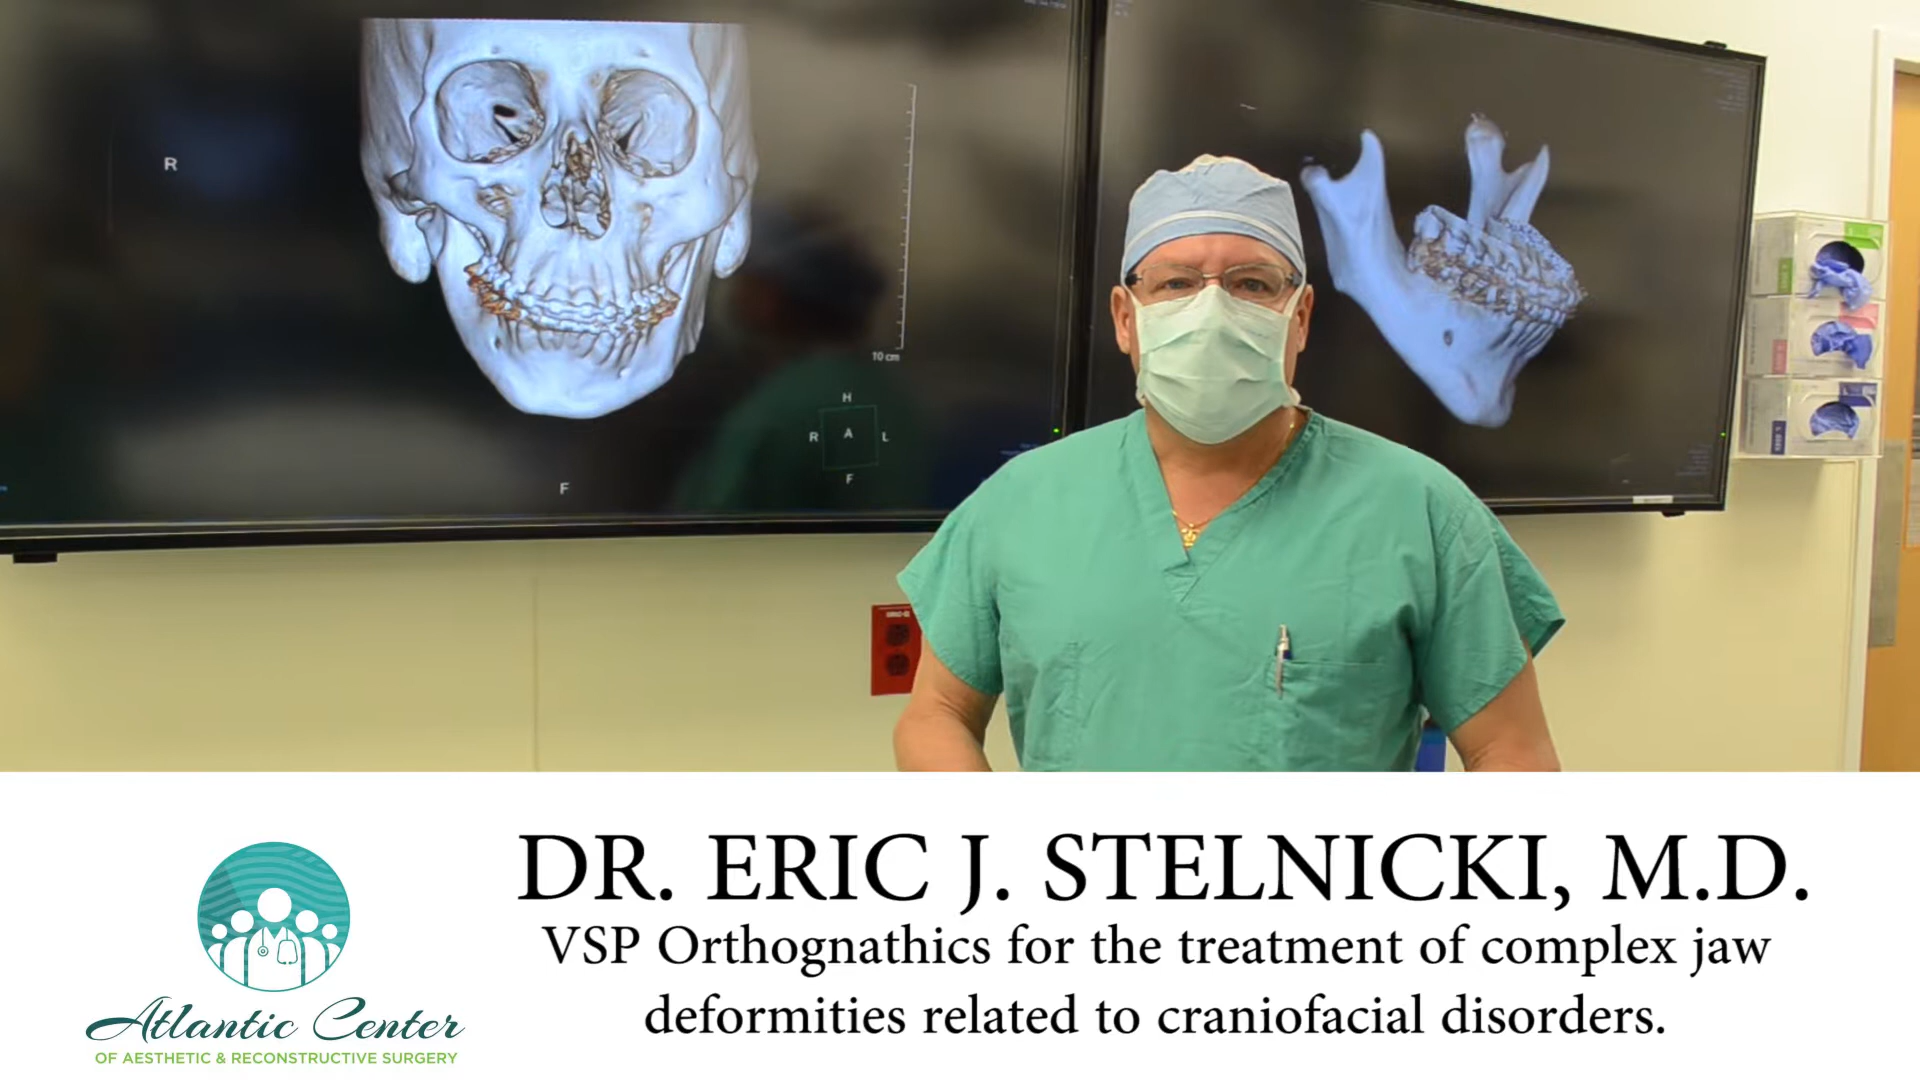 R
10 cm
H
R A L
F
F
DR. ERIC J. STELNICKI, M.D.
VSP Orthognathics for the treatment of complex jaw
deformities related to craniofacial disorders.
Atlantic Center
OF AESTHETIC & RECONSTRUCTIVE SURGERY